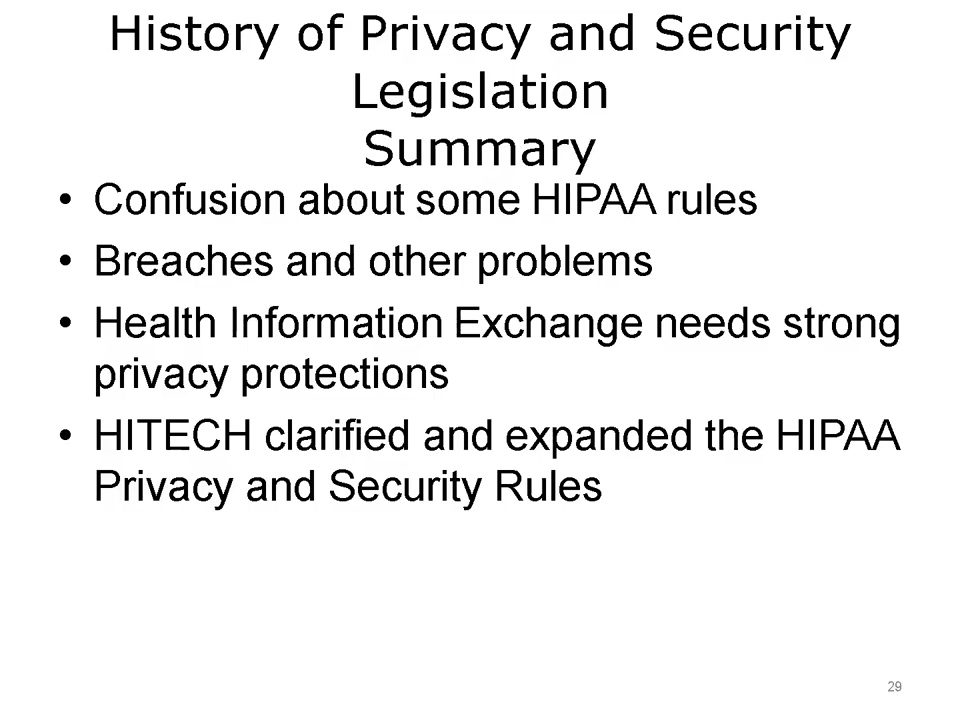 History of Privacy and Security
Legislation
Summary
• Confusion about some HIPAA rules
• Breaches and other problems
• Health Information Exchange needs strong
privacy protections
• HITECH clarified and expanded the HIPAA
Privacy and Security Rules
29